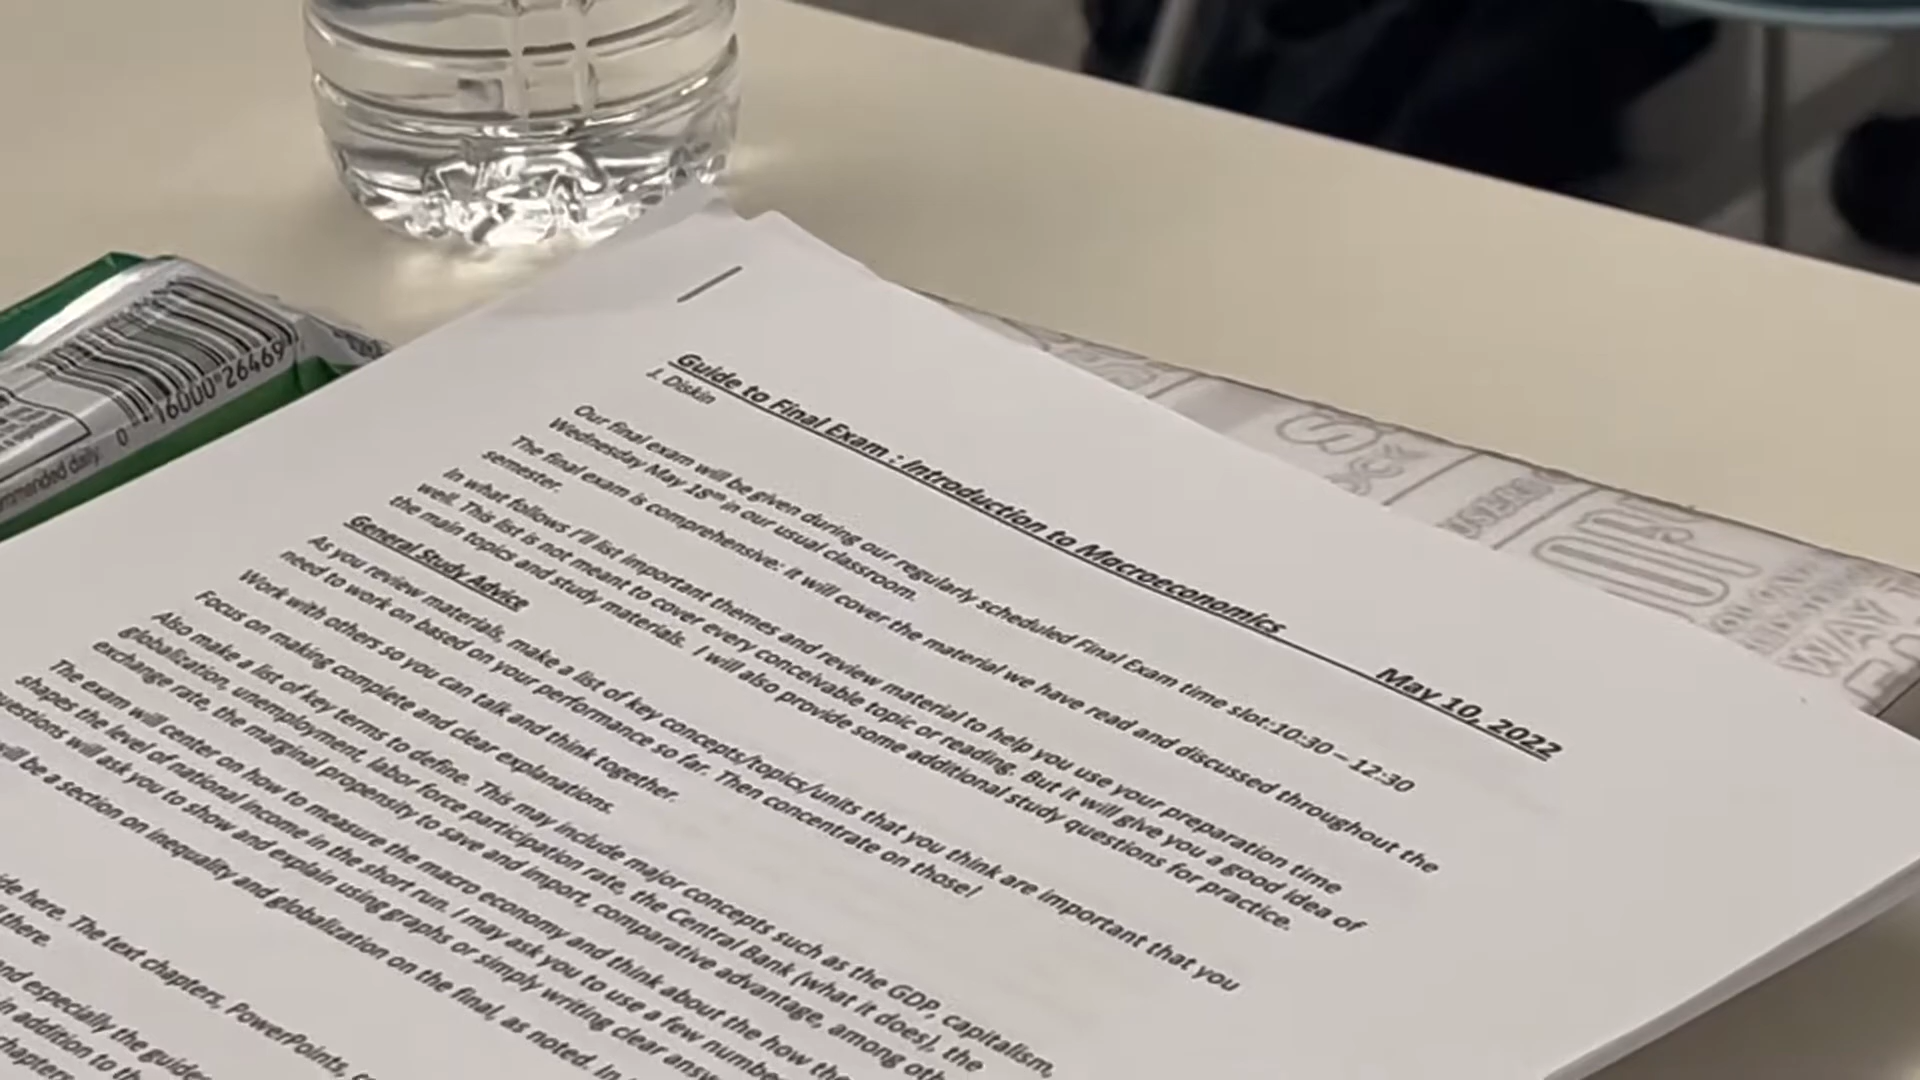 Guide to Final Exam : Introduction to Macroeconomics May 10, 2022
J. Diskin
Our final exam will be given during our regularly scheduled Final Exam time slot:10:30 – 12:30
Wednesday May 18th in our usual classroom.
The final exam is comprehensive: it will cover the material we have read and discussed throughout the
semester.
In what follows I'll list important themes and review material to help you use your preparation time
well. This list is not meant to cover every conceivable topic or reading. But it will give you a good idea of
the main topics and study materials. I will also provide some additional study questions for practice.
General Study Advice
As you review materials, make a list of key concepts/topics/units that you think are important that you
need to work on based on your performance so far. Then concentrate on those!
Work with others so you can talk and think together.
Focus on making complete and clear explanations.
Also make a list of key terms to define. This may include major concepts such as the GDP, capitalism,
globalization, unemployment, labor force participation rate, the Central Bank (what it does), the
exchange rate, the marginal propensity to save and import, comparative advantage, among
The exam will center on how to measure the macro economy and think about the how the
shapes the level of national income in the short run. I may ask you to use a few
will ask you to show and explain using graphs or simply writing clear
be a section on inequality and globalization on the final, as noted. In
here. The text chapters, PowerPoints,
there.
especially the
in addition to
chapters
0 16000 26469
daily
WAY